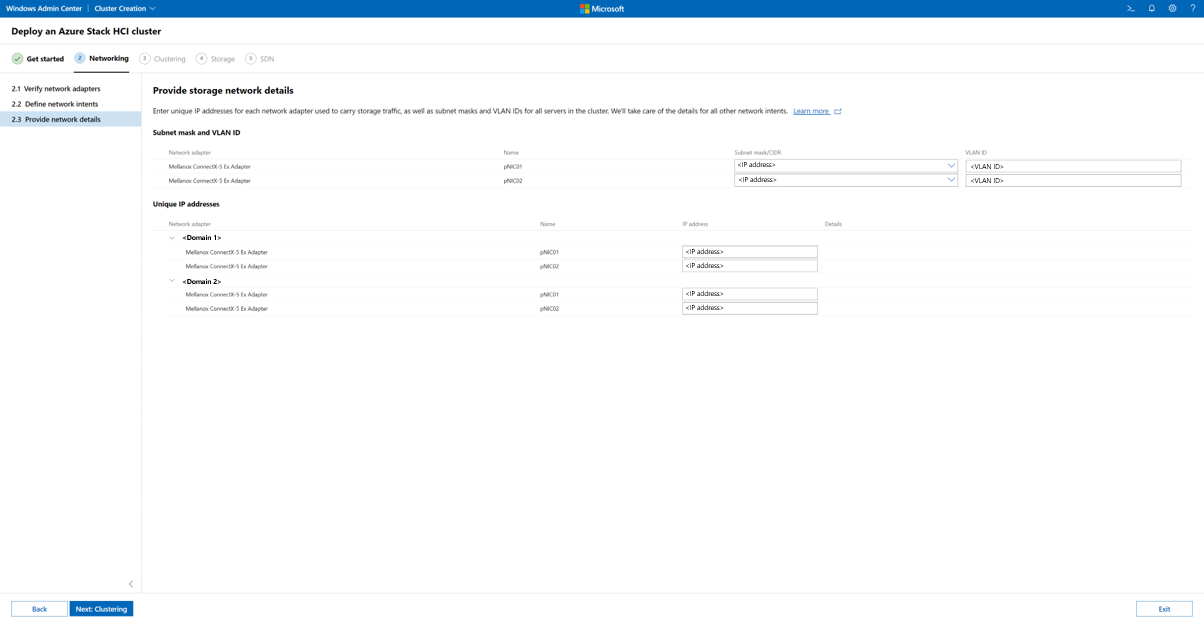 Windows Admin Center | Cluster Creation
Microsoft
Deploy an Azure Stack HCI cluster
Get started
2 Networking
3 Clustering
4 Storage
5 SDN
2.1 Verify network adapters
2.2 Define network intents
2.3 Provide network details
Provide storage network details
Enter unique IP addresses for each network adapter used to carry storage traffic, as well as subnet masks and VLAN IDs for all servers in the cluster. We'll take care of the details for all other network intents. Learn more
Subnet mask and VLAN ID
Network adapter Name Subnet mask/CIDR VLAN ID
Mellanox ConnectX-5 Ex Adapter pNIC01 <IP address> <VLAN ID>
Mellanox ConnectX-5 Ex Adapter pNIC02 <IP address> <VLAN ID>
Unique IP addresses
Network adapter Name IP address Details
<Domain 1>
Mellanox ConnectX-5 Ex Adapter pNIC01 <IP address>
Mellanox ConnectX-5 Ex Adapter pNIC02 <IP address>
<Domain 2>
Mellanox ConnectX-5 Ex Adapter pNIC01 <IP address>
Mellanox ConnectX-5 Ex Adapter pNIC02 <IP address>
Back
Next: Clustering
Exit